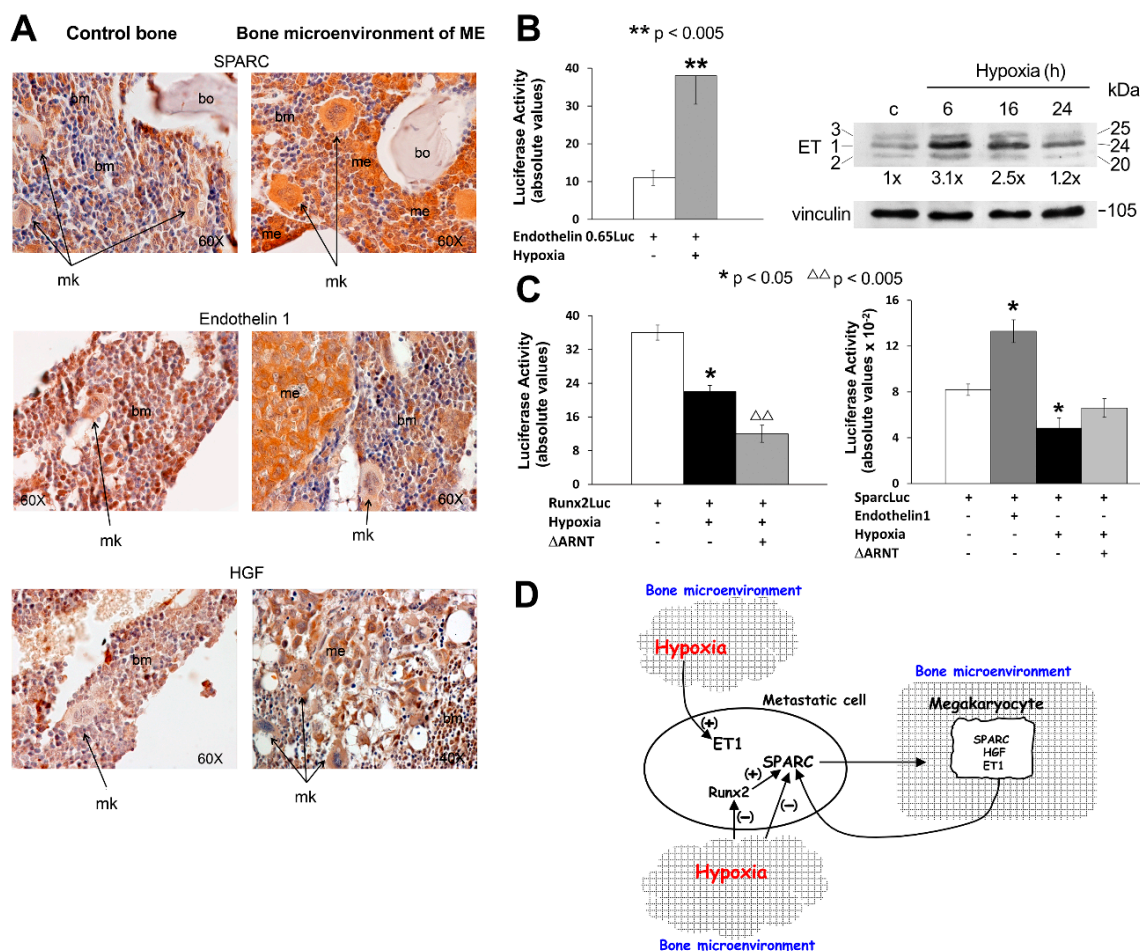 A
Control bone
Bone microenvironment of ME
SPARC
bm
bm
bo
60X
mk
bm
bo
me
me
me
60X
mk
Endothelin 1
bm
60X
mk
me
bm
60X
mk
HGF
bm
60X
mk
me
bm
40X
mk
B
** p < 0.005
Luciferase Activity
(absolute values)
40
30
20
10
0
**
Endothelin 0.65Luc + +
Hypoxia - +
Hypoxia (h)
kDa
c 6 16 24
ET
3
1
2
25
24
20
1x 3.1x 2.5x 1.2x
vinculin
-105
C
* p < 0.05 △△ p < 0.005
Luciferase Activity
(absolute values)
40
30
20
10
0
*
△△
Runx2Luc + + +
Hypoxia - + +
ΔARNT - - +
Luciferase Activity
(absolute values x 10-2)
16
12
8
4
0
*
*
SparcLuc + + + +
Endothelin1 - + - -
Hypoxia - - + +
ΔARNT - - - +
D
Bone microenvironment
Hypoxia
Metastatic cell
(+)
ET1
SPARC
(+)
Runx2
(−)
(−)
Hypoxia
Bone microenvironment
Bone microenvironment
Megakaryocyte
SPARC
HGF
ET1